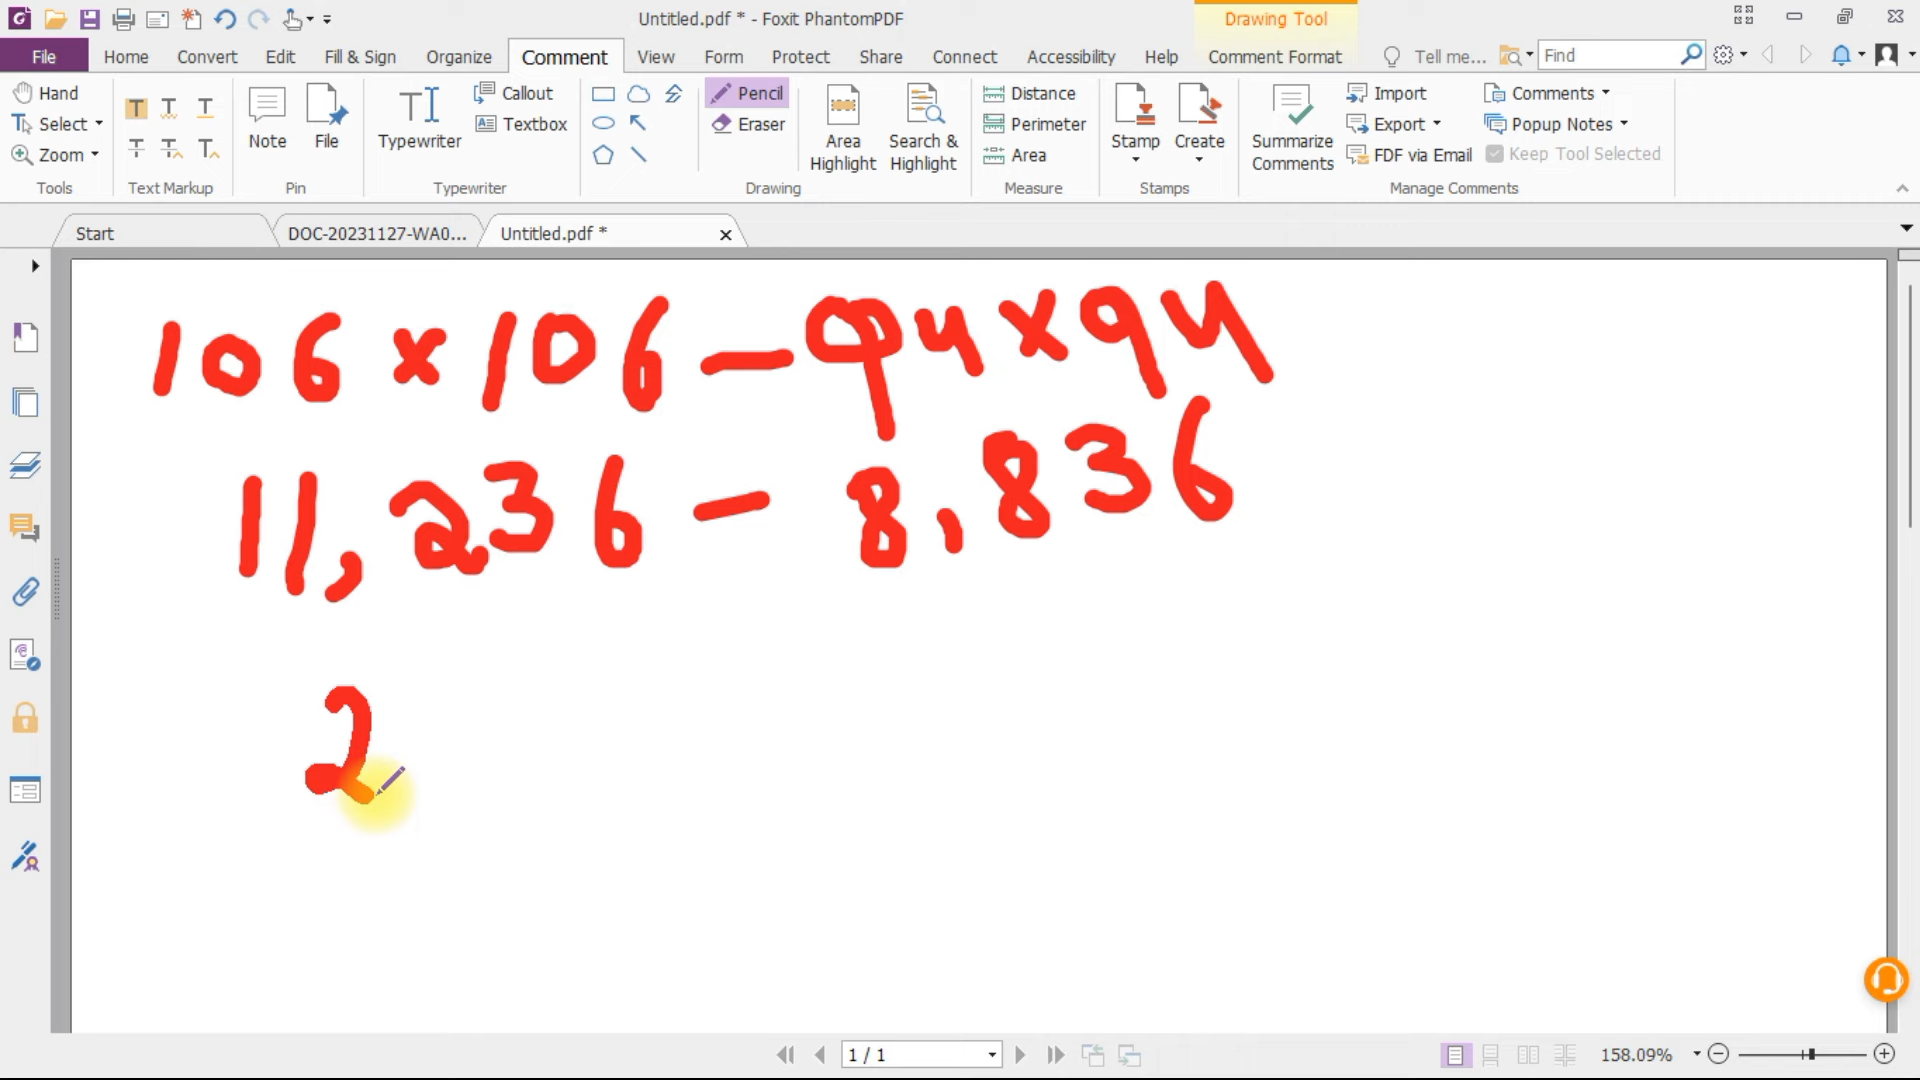 Untitled.pdf * - Foxit PhantomPDF
Drawing Tool
File Home Convert Edit Fill & Sign Organize Comment View Form Protect Share Connect Accessibility Help Comment Format Tell me... Find
Hand
Select
Zoom
Tools
Text Markup
Note
File
Pin
Typewriter
Callout
Textbox
Typewriter
Pencil
Eraser
Area Highlight
Search & Highlight
Drawing
Distance
Perimeter
Area
Measure
Stamp
Create
Stamps
Summarize Comments
Import
Export
FDF via Email
Comments
Popup Notes
Keep Tool Selected
Manage Comments
Start
DOC-20231127-WA0...
Untitled.pdf *
106 × 106 – 94 × 94
11,236 – 8,836
2
1 / 1
158.09%